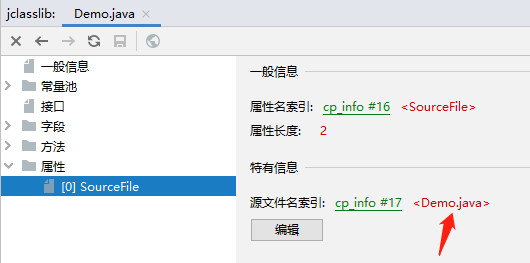 jclasslib: Demo.java ×
一般信息
常量池
接口
字段
方法
属性
[0] SourceFile
一般信息
属性名索引: cp_info #16 <SourceFile>
属性长度: 2
特有信息
源文件名索引: cp_info #17 <Demo.java>
编辑